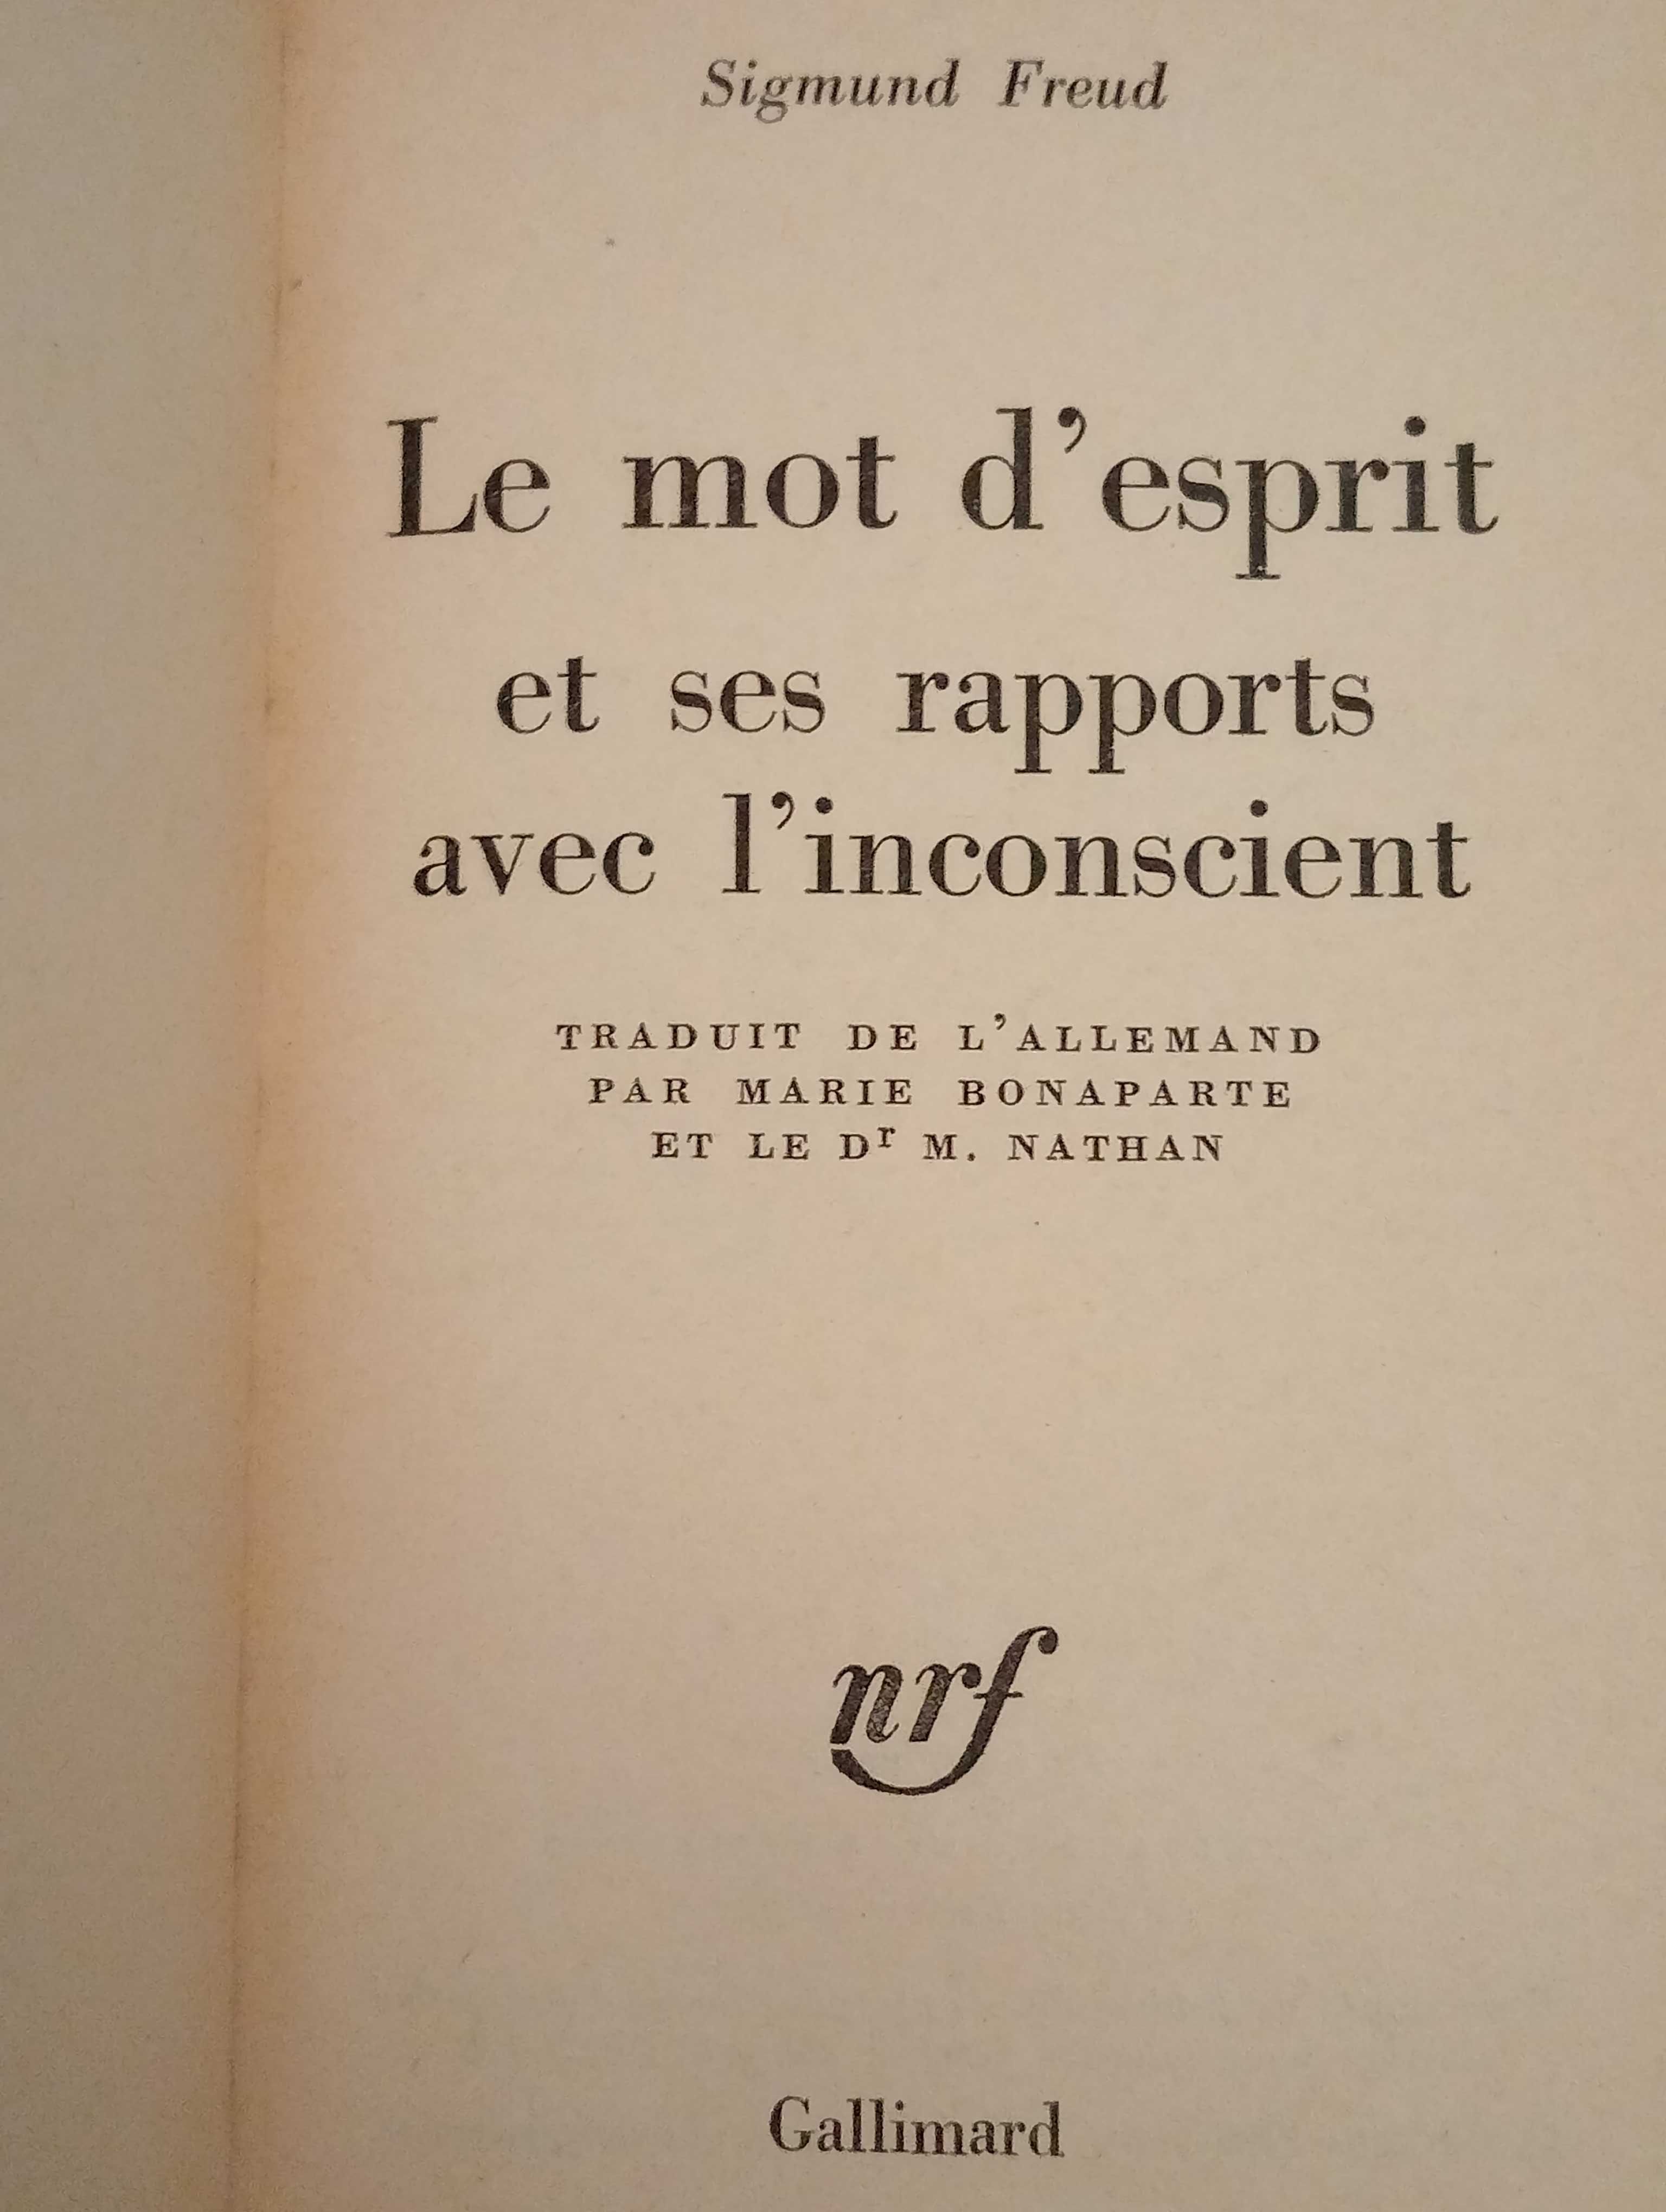 Sigmund Freud
Le mot d'esprit
et ses rapports
avec l'inconscient
TRADUIT DE L'ALLEMAND
PAR MARIE BONAPARTE
ET LE Dr M. NATHAN
nrf
Gallimard